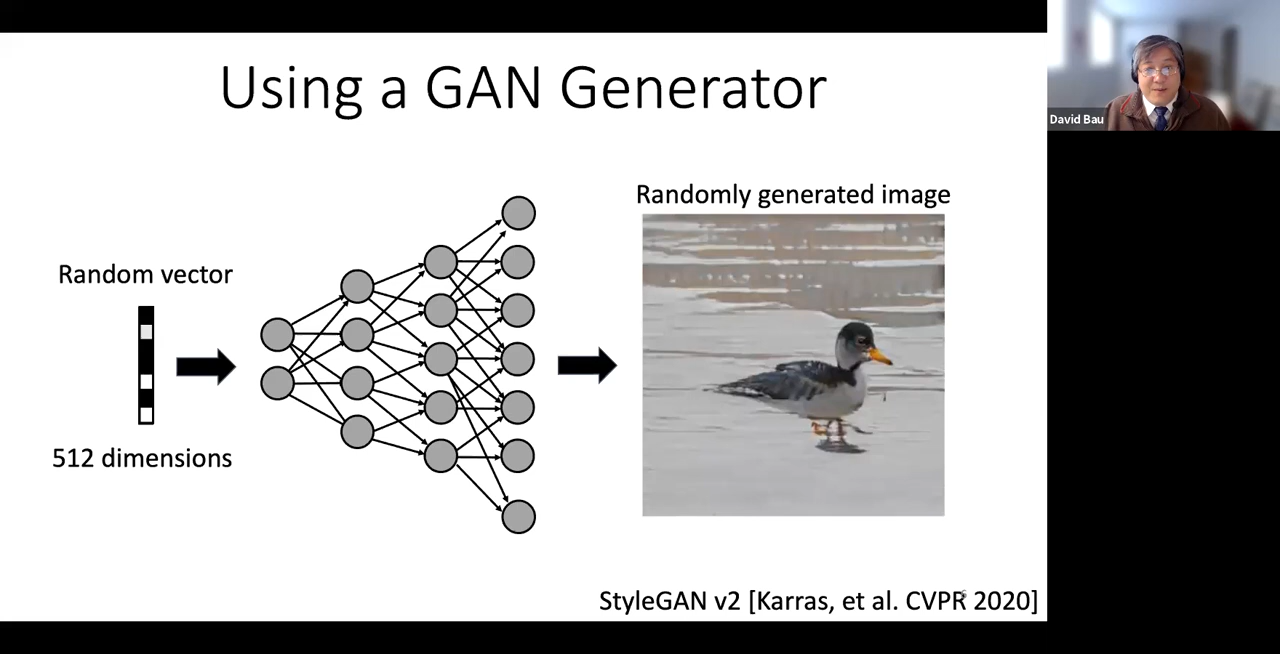 Using a GAN Generator
David Bau
Randomly generated image
Random vector
512 dimensions
StyleGAN v2 [Karras, et al. CVPR 2020]